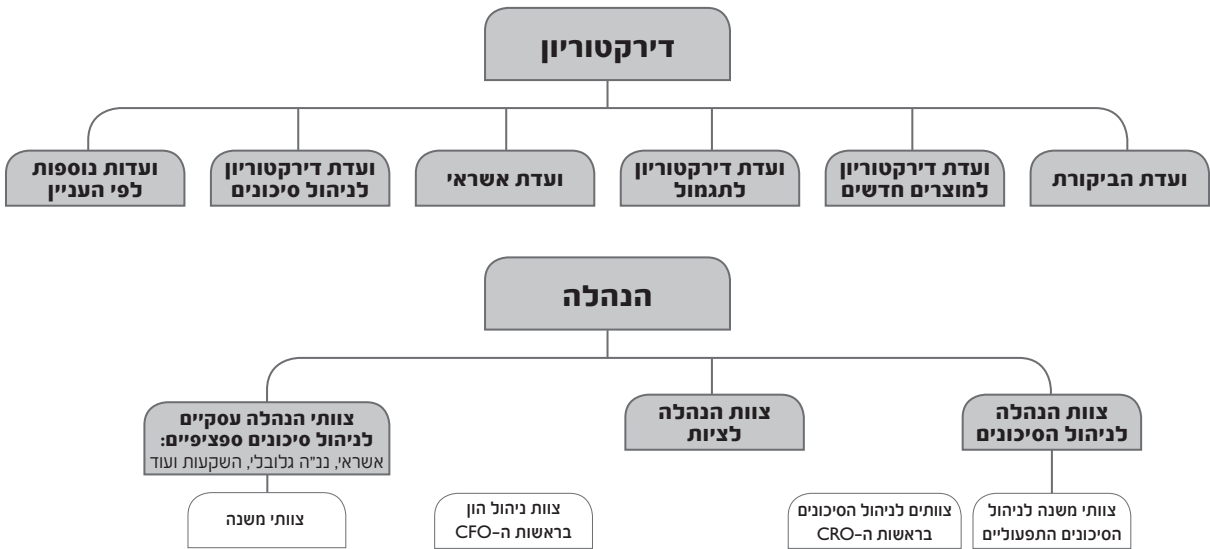 דירקטוריון
ועדת הביקורת
ועדת דירקטוריון
למוצרים חדשים
ועדת דירקטוריון
לתגמול
ועדת אשראי
ועדת דירקטוריון
לניהול סיכונים
ועדות נוספות
לפי העניין
הנהלה
צוות הנהלה
לניהול הסיכונים
צוות הנהלה
לציות
צוותי הנהלה עסקיים
לניהול סיכונים ספציפיים:
אשראי, ננ"ה גלובלי, השקעות ועוד
צוותי משנה לניהול
הסיכונים התפעוליים
צוותים לניהול הסיכונים
בראשות ה-CRO
צוות ניהול הון
בראשות ה-CFO
צוותי משנה